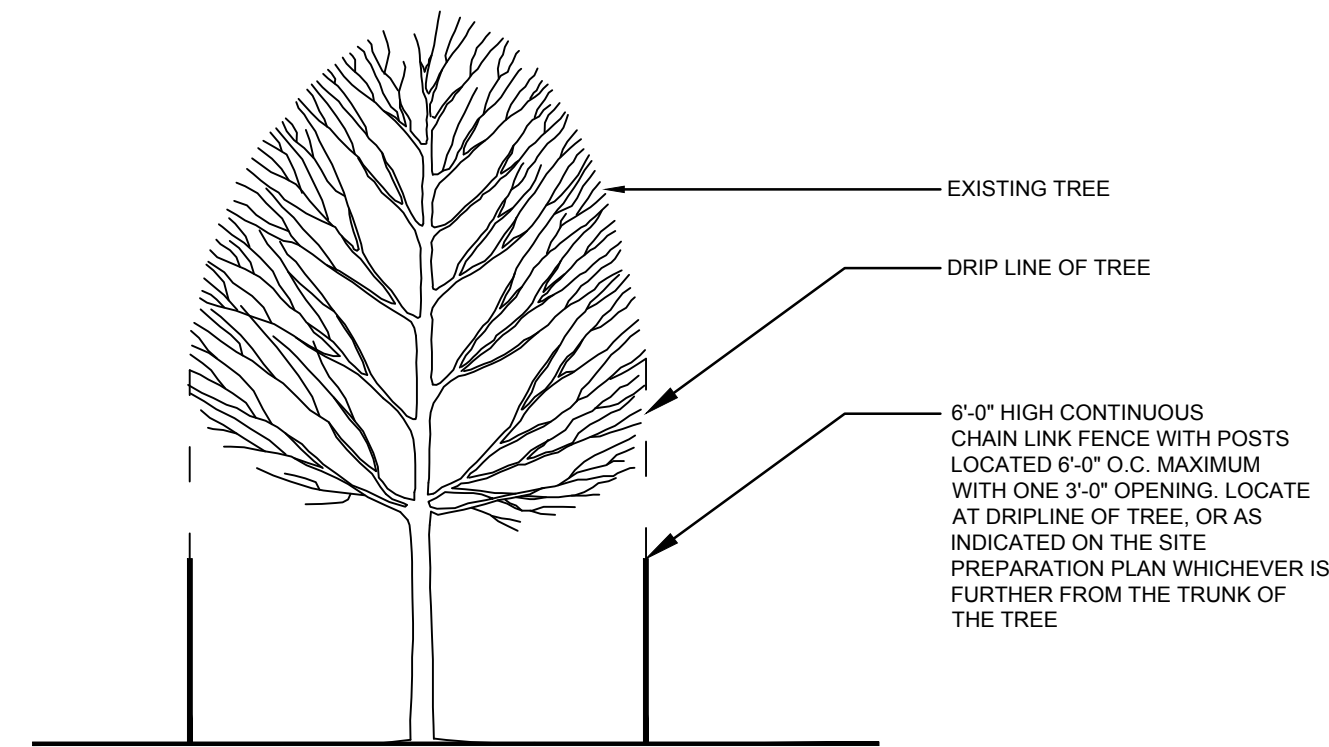 EXISTING TREE
DRIP LINE OF TREE
6'-0" HIGH CONTINUOUS
CHAIN LINK FENCE WITH POSTS
LOCATED 6'-0" O.C. MAXIMUM
WITH ONE 3'-0" OPENING. LOCATE
AT DRIPLINE OF TREE, OR AS
INDICATED ON THE SITE
PREPARATION PLAN WHICHEVER IS
FURTHER FROM THE TRUNK OF
THE TREE